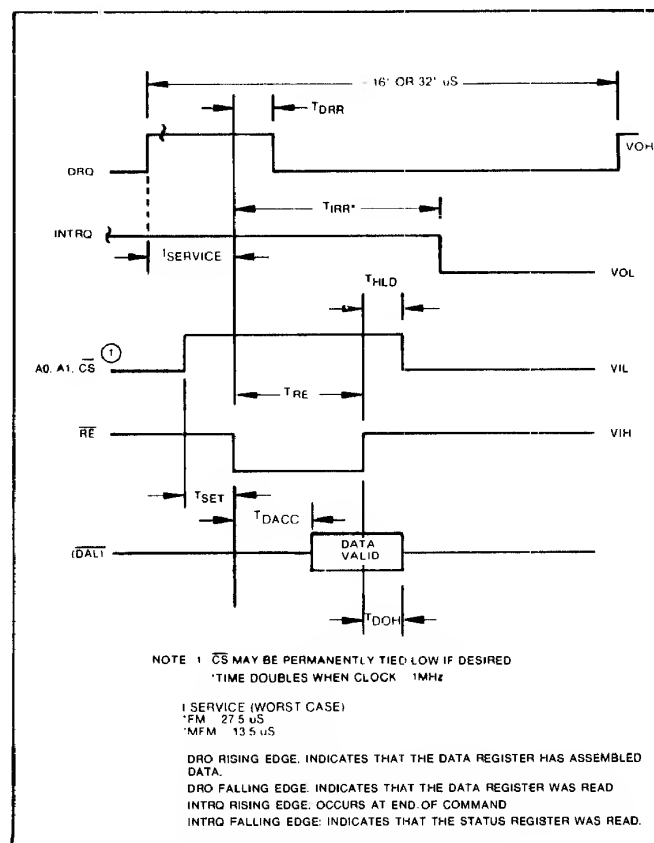 16* OR 32* uS
TDRR
DRQ
VOH
TIRR*
INTRQ
TSERVICE
VOL
THLD
A0, A1, CS 1
VIL
TRE
RE
VIH
TSET
TDACC
(DAL)
DATA
VALID
TDOH
NOTE 1 CS MAY BE PERMANENTLY TIED LOW IF DESIRED
*TIME DOUBLES WHEN CLOCK 1MHz
T SERVICE (WORST CASE)
*FM 27.5 uS
*MFM 13.5 uS
DRO RISING EDGE. INDICATES THAT THE DATA REGISTER HAS ASSEMBLED
DATA.
DRO FALLING EDGE. INDICATES THAT THE DATA REGISTER WAS READ
INTRQ RISING EDGE. OCCURS AT END.OF COMMAND
INTRQ FALLING EDGE: INDICATES THAT THE STATUS REGISTER WAS READ.